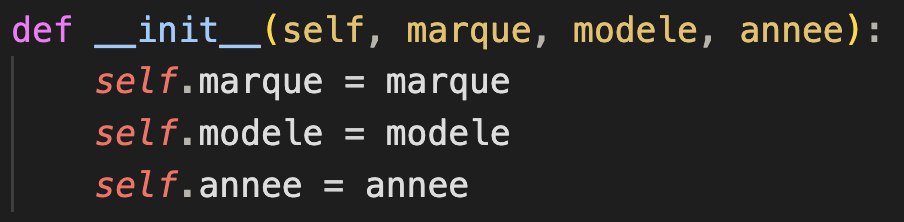 def __init__(self, marque, modele, annee):
    self.marque = marque
    self.modele = modele
    self.annee = annee